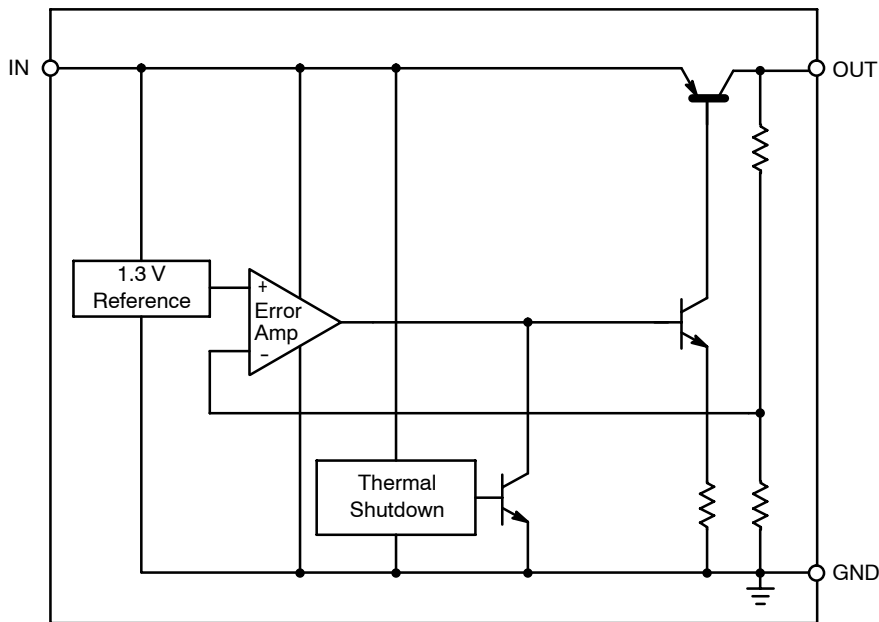 IN
OUT
1.3 V
Reference
+
Error
Amp
−
Thermal
Shutdown
GND